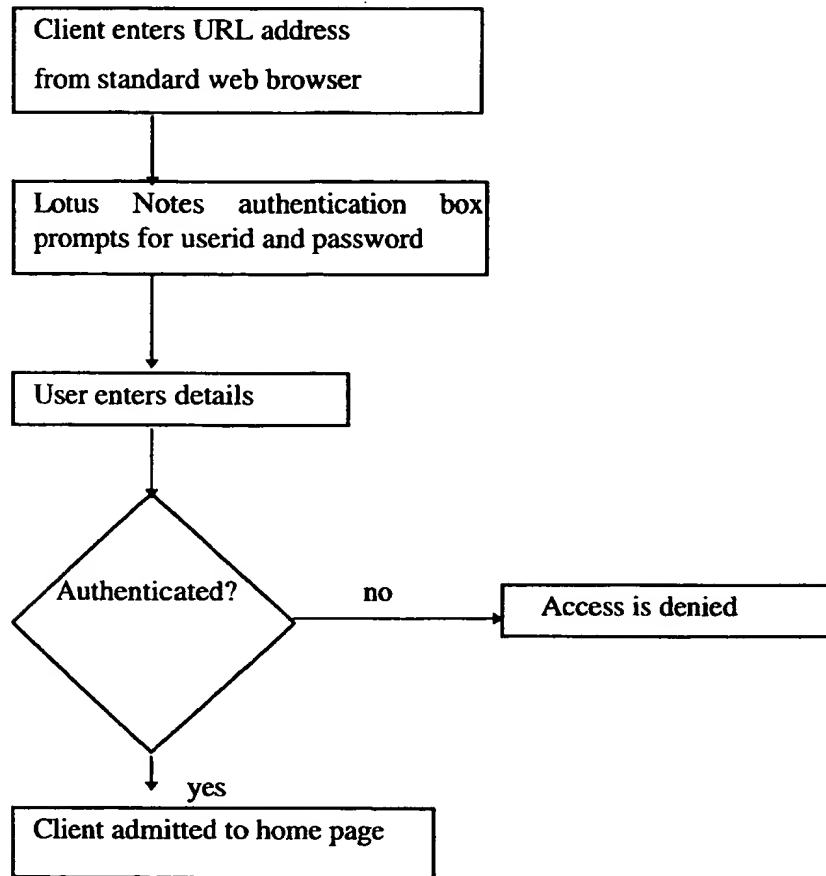 Client enters URL address
from standard web browser
Lotus Notes authentication box
prompts for userid and password
User enters details
Authenticated?
no
Access is denied
yes
Client admitted to home page